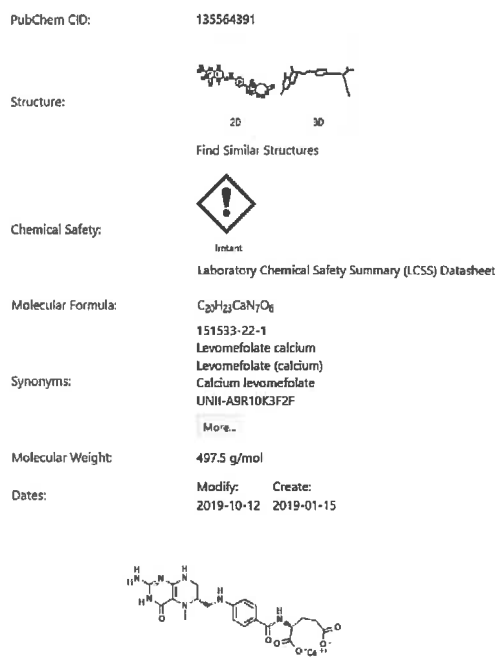 PubChem CID: 135564391
Structure:
2D 3D
Find Similar Structures
Chemical Safety:
Irritant
Laboratory Chemical Safety Summary (LCSS) Datasheet
Molecular Formula: C₂₀H₂₃CaN₇O₆
151533-22-1
Levomefolate calcium
Levomefolate (calcium)
Synonyms: Calcium levomefolate
UNII-A9R10K3F2F
More...
Molecular Weight: 497.5 g/mol
Modify: Create:
Dates: 2019-10-12 2019-01-15